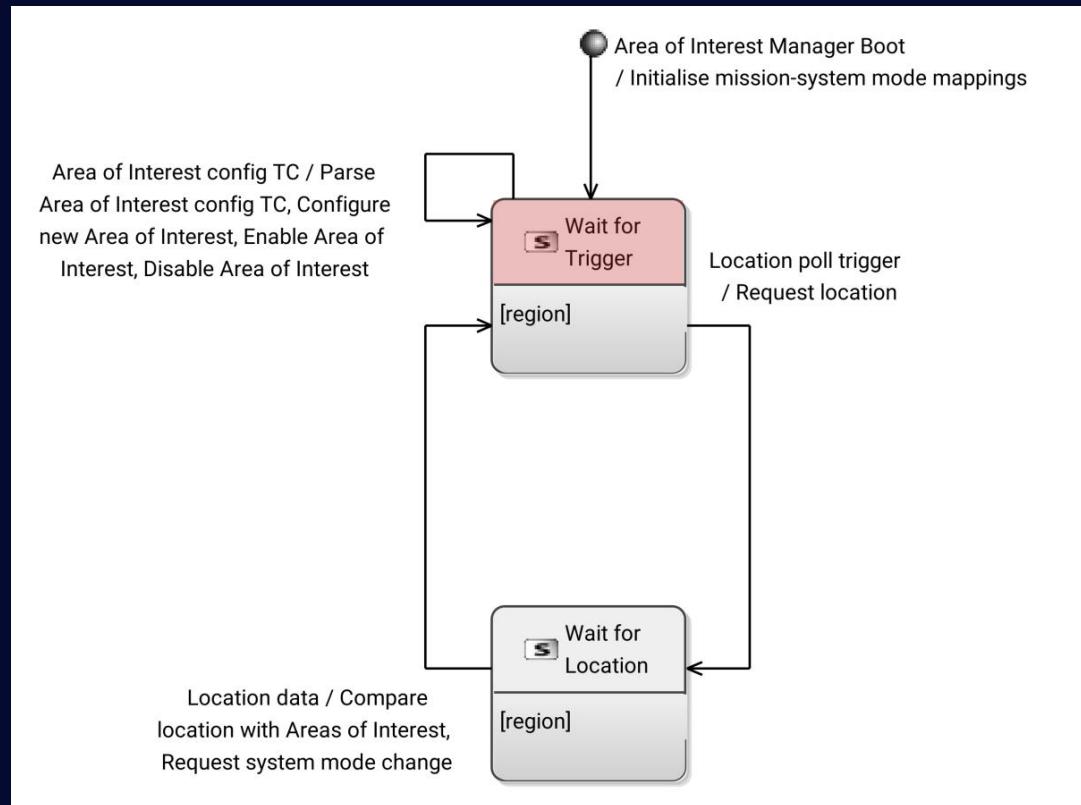 Area of Interest Manager Boot
/ Initialise mission-system mode mappings
Area of Interest config TC / Parse
Area of Interest config TC, Configure
new Area of Interest, Enable Area of
Interest, Disable Area of Interest
S
Wait for
Trigger
[region]
Location poll trigger
/ Request location
S
Wait for
Location
[region]
Location data / Compare
location with Areas of Interest,
Request system mode change